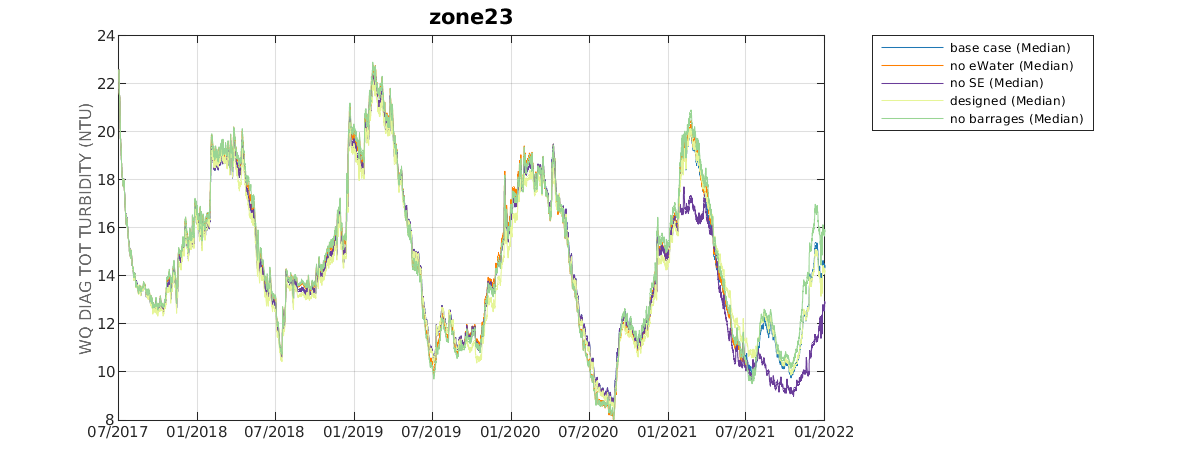 zone23
WQ DIAG TOT TURBIDITY (NTU)
24
22
20
18
16
14
12
10
8
07/2017 01/2018 07/2018 01/2019 07/2019 01/2020 07/2020 01/2021 07/2021 01/2022
base case (Median)
no eWater (Median)
no SE (Median)
designed (Median)
no barrages (Median)